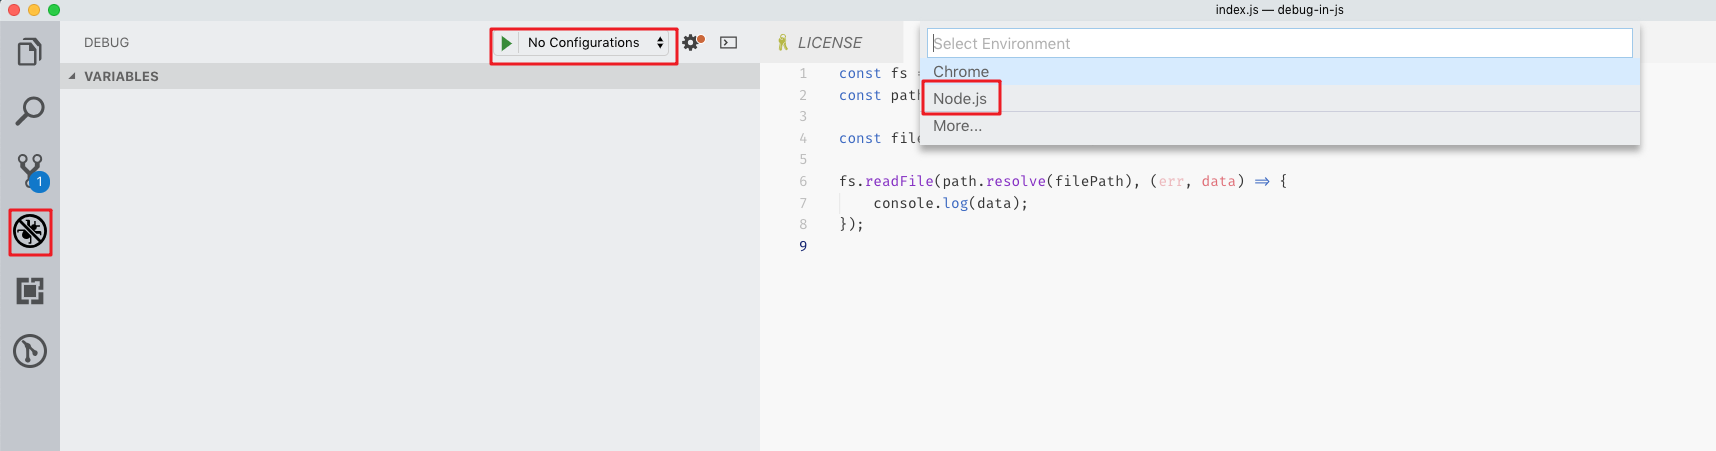 index.js — debug-in-js
DEBUG
No Configurations
LICENSE
Select Environment
Chrome
Node.js
More...
VARIABLES
1
1 const fs =
2 const path
3
4 const file
5
6 fs.readFile(path.resolve(filePath), (err, data) => {
7 console.log(data);
8 });
9